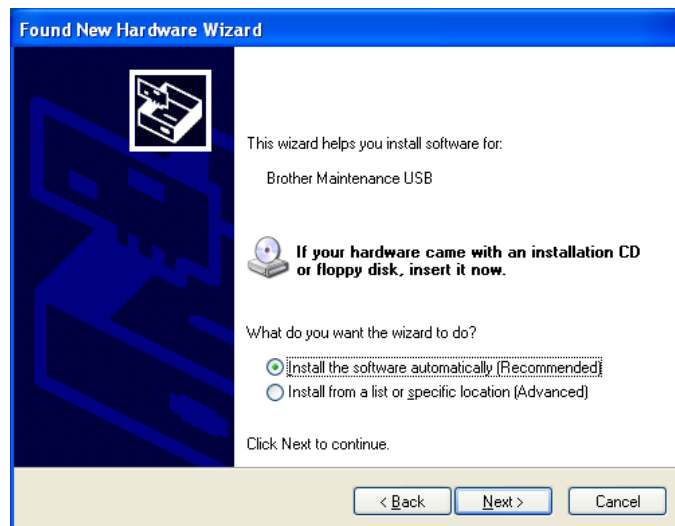 Found New Hardware Wizard
This wizard helps you install software for:
Brother Maintenance USB
If your hardware came with an installation CD
or floppy disk, insert it now.
What do you want the wizard to do?
Install the software automatically (Recommended)
Install from a list or specific location (Advanced)
Click Next to continue.
< Back Next > Cancel